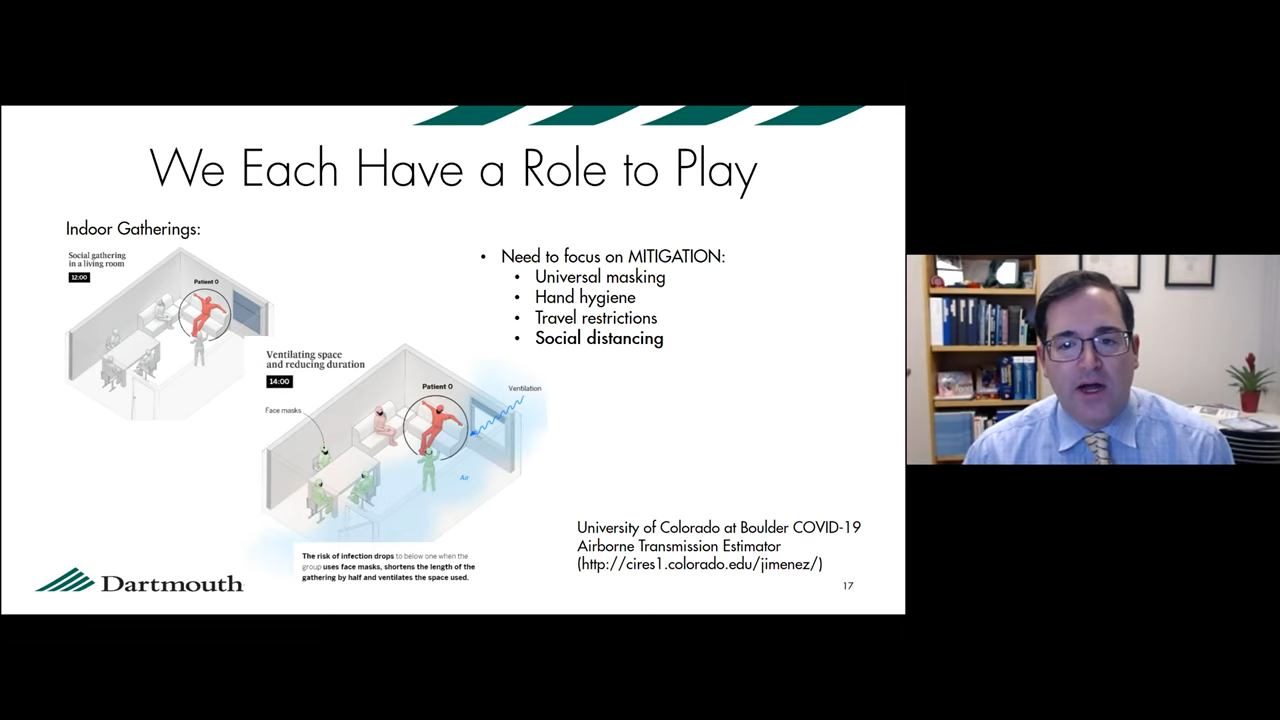 We Each Have a Role to Play
Indoor Gatherings:
Social gathering
in a living room
12:00
Patient 0
Ventilating space
and reducing duration
14:00
Patient 0
Ventilation
Face masks
Air
The risk of infection drops to below one when the
group uses face masks, shortens the length of the
gathering by half and ventilates the space used.
• Need to focus on MITIGATION:
• Universal masking
• Hand hygiene
• Travel restrictions
• Social distancing
University of Colorado at Boulder COVID-19
Airborne Transmission Estimator
(http://cires1.colorado.edu/jimenez/)
Dartmouth
17